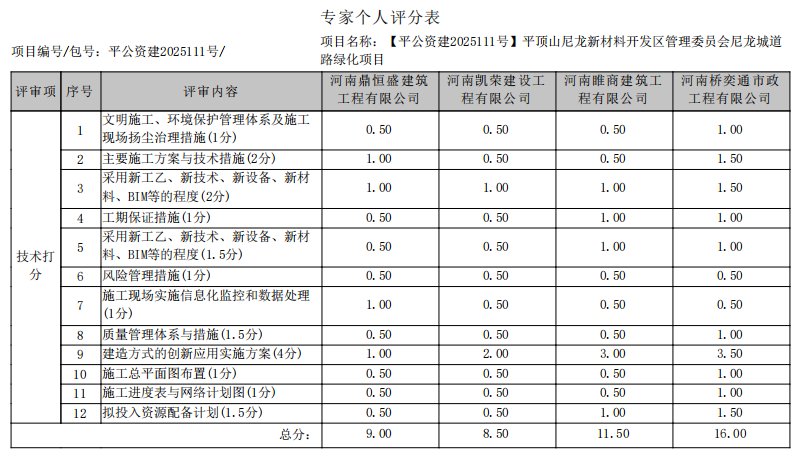 专家个人评分表
项目编号/包号: 平公资建2025111号/
项目名称: 【平公资建2025111号】平顶山尼龙新材料开发区管理委员会尼龙城道
路绿化项目
评审项 序号 评审内容 河南鼎恒盛建筑工程有限公司 河南凯荣建设工程有限公司 河南睢商建筑工程有限公司 河南桥奕通市政工程有限公司
技术打分
1 文明施工、环境保护管理体系及施工现场扬尘治理措施(1分) 0.50 0.50 0.50 1.00
2 主要施工方案与技术措施(2分) 1.00 0.50 0.50 1.50
3 采用新工乙、新技术、新设备、新材料、BIM等的程度(2分) 1.00 1.00 1.00 1.50
4 工期保证措施(1分) 0.50 0.50 1.00 1.00
5 采用新工乙、新技术、新设备、新材料、BIM等的程度(1.5分) 0.50 0.50 1.00 1.00
6 风险管理措施(1分) 0.50 0.50 0.50 0.50
7 施工现场实施信息化监控和数据处理(1分) 1.00 0.50 0.50 0.50
8 质量管理体系与措施(1.5分) 0.50 0.50 0.50 1.00
9 建造方式的创新应用实施方案(4分) 1.00 2.00 3.00 3.50
10 施工总平面图布置(1分) 0.50 0.50 0.50 1.00
11 施工进度表与网络计划图(1分) 0.50 0.50 0.50 1.00
12 拟投入资源配备计划(1.5分) 0.50 0.50 1.00 1.50
总分: 9.00 8.50 11.50 16.00